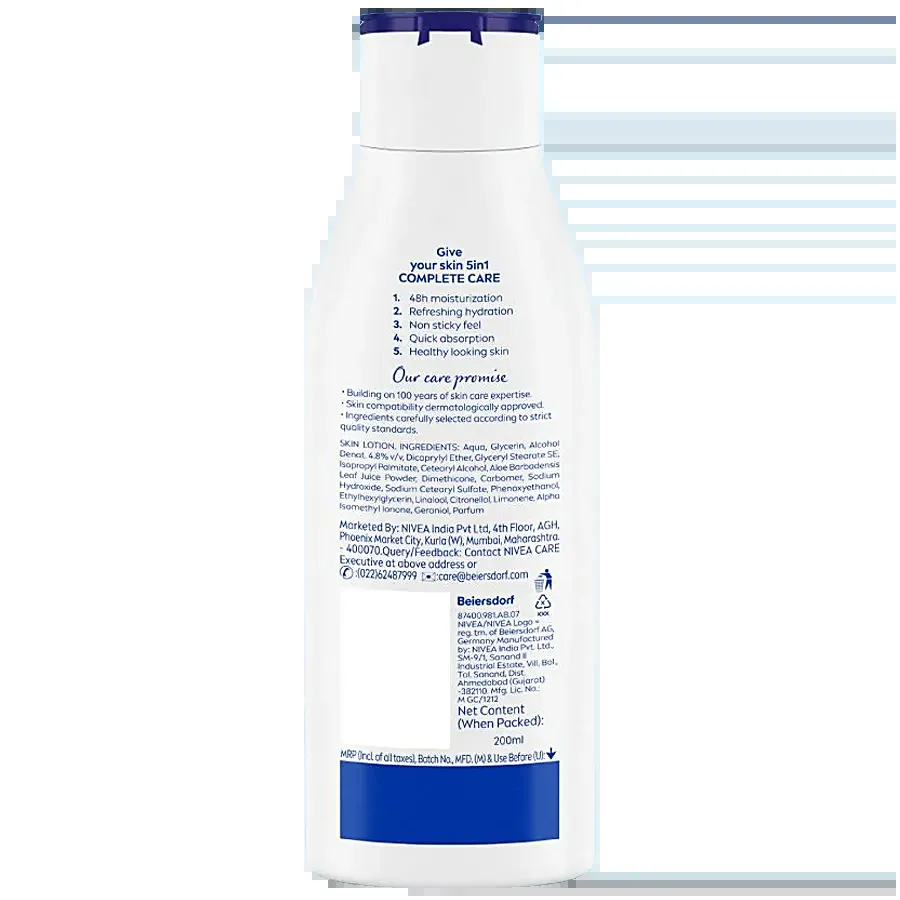 Give
your skin 5in1
COMPLETE CARE
1. 48h moisturization
2. Refreshing hydration
3. Non sticky feel
4. Quick absorption
5. Healthy looking skin
Our care promise
• Building on 100 years of skin care expertise.
• Skin compatibility dermatologically approved.
• Ingredients carefully selected according to strict
quality standards.
SKIN LOTION. INGREDIENTS: Aqua, Glycerin, Alcohol
Denat. 4.8% v/v, Dicaprylyl Ether, Glyceryl Stearate SE,
Isopropyl Palmitate, Cetearyl Alcohol, Aloe Barbadensis
Leaf Juice Powder, Dimethicone, Carbomer, Sodium
Hydroxide, Sodium Cetearyl Sulfate, Phenoxyethanol,
Ethylhexylglycerin, Linalool, Citronellol, Limonene, Alpha
Isomethyl Ionone, Geraniol, Parfum
Marketed By: NIVEA India Pvt Ltd, 4th Floor, AGH,
Phoenix Market City, Kurla (W), Mumbai, Maharashtra.
- 400070.Query/Feedback: Contact NIVEA CARE
Executive at above address or
:(022)62487999 :care@beiersdorf.com
Beiersdorf
87400.981.AB.07
XXX
NIVEA/NIVEA Logo =
reg. tm. of Beiersdorf AG,
Germany Manufactured
by: NIVEA India Pvt. Ltd.,
SM-9/1, Sanand II
Industrial Estate, Vill. Bol.,
Tal. Sanand, Dist.
Ahmedabad (Gujarat)
-382110. Mfg. Lic. No.:
M GC/1212
Net Content
(When Packed):
200ml
MRP (Incl. of all taxes), Batch No., MFD. (M) & Use Before (U):